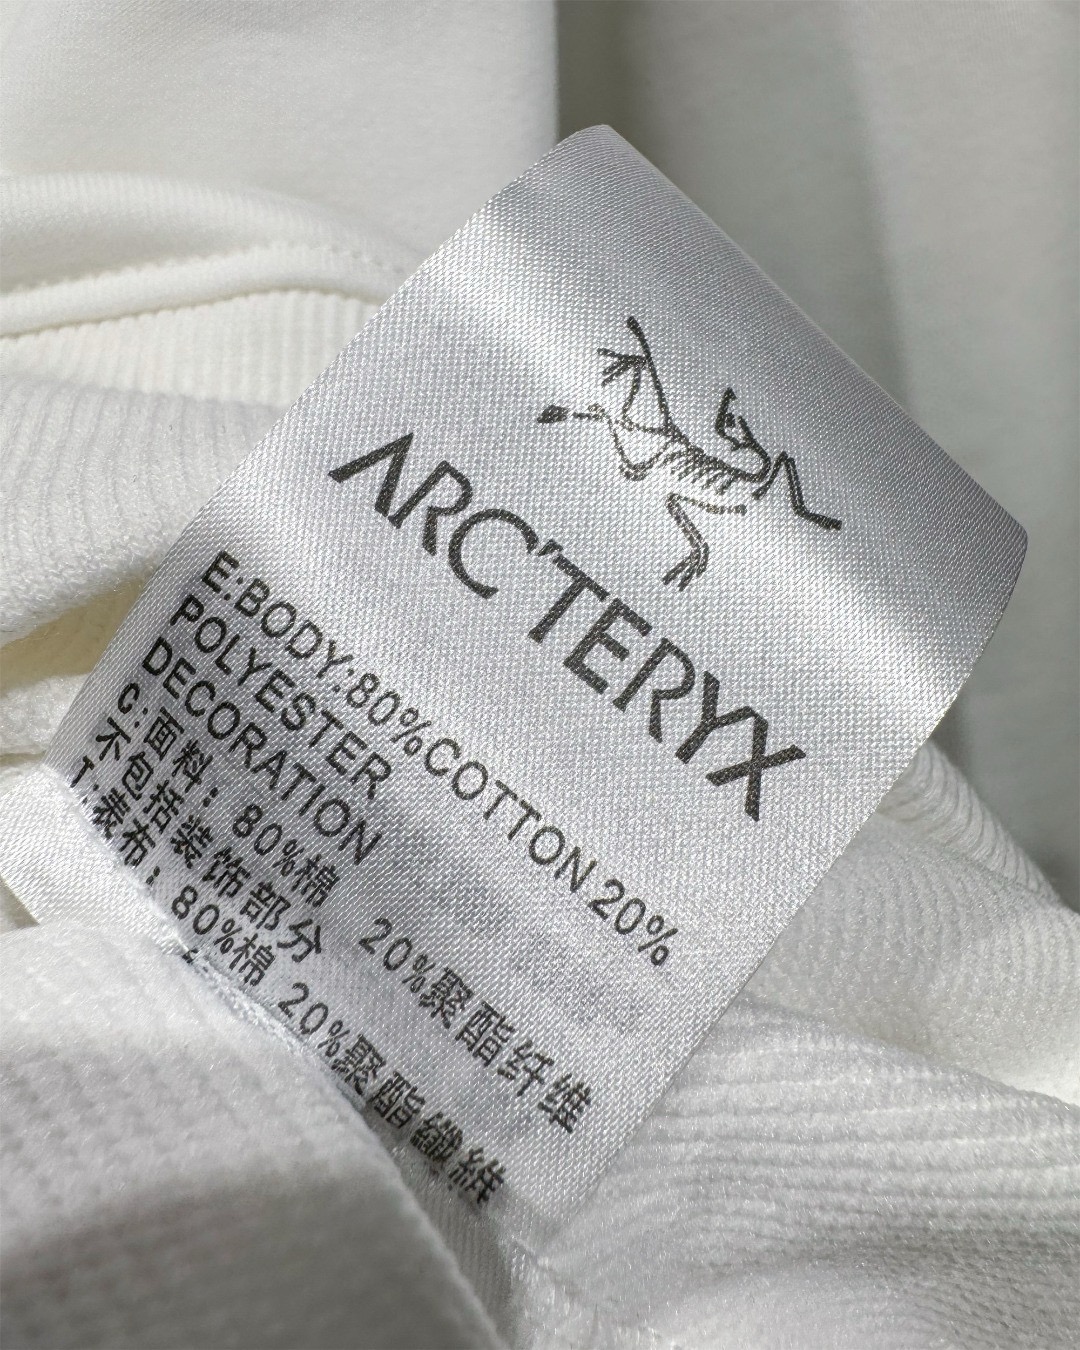 ARC'TERYX
E:BODY:80%COTTON 20%
POLYESTER
DECORATION
C:面料:80%棉 20%聚酯纤维
不包括装饰部分
T:表布:80%棉 20%聚酯纖維